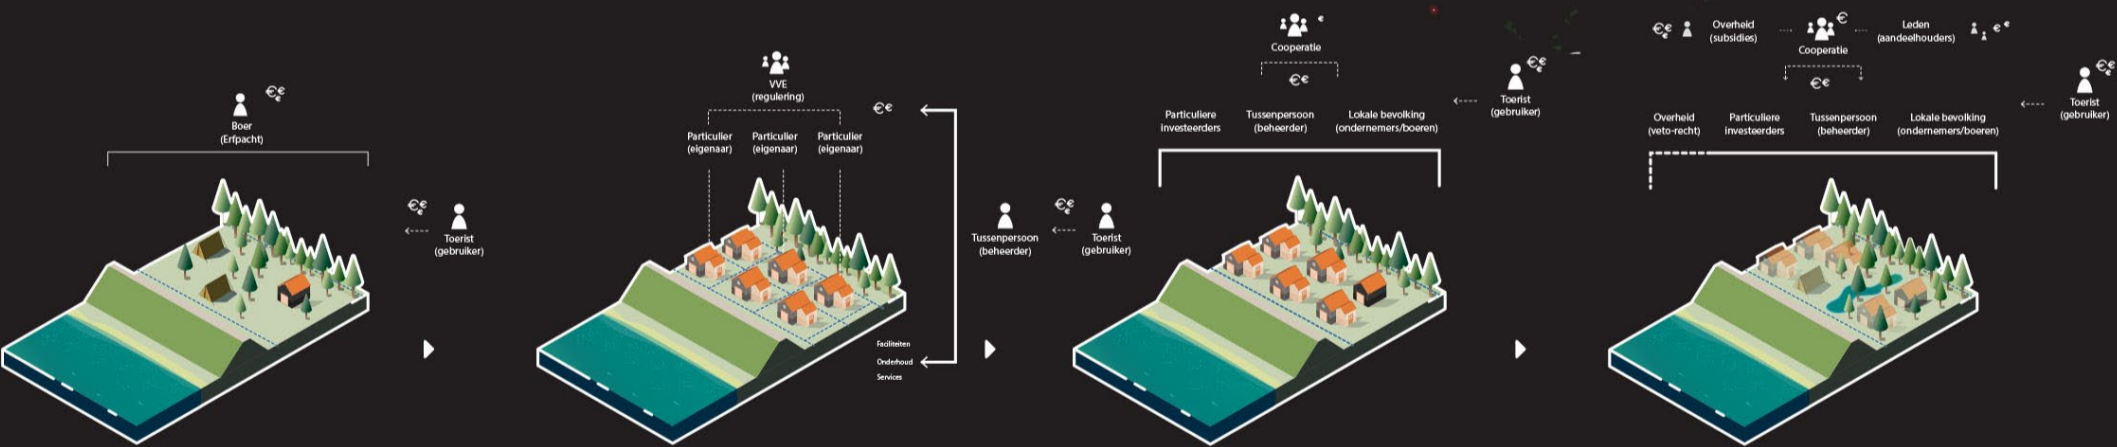 Boer
(Erfpacht)
€€
€
€€
€
Toerist
(gebruiker)
VVE
(regulering)
€€
Particulier
(eigenaar)
Particulier
(eigenaar)
Particulier
(eigenaar)
Faciliteiten
Onderhoud
Services
Tussenpersoon
(beheerder)
€€
€
Toerist
(gebruiker)
€
Cooperatie
€€
Particuliere
investeerders
Tussenpersoon
(beheerder)
Lokale bevolking
(ondernemers/boeren)
€€
€
Toerist
(gebruiker)
€€
€
Overheid
(subsidies)
€
Cooperatie
Leden
(aandeelhouders)
€ €
€€
Overheid
(veto-recht)
Particuliere
investeerders
Tussenpersoon
(beheerder)
Lokale bevolking
(ondernemers/boeren)
€€
€
Toerist
(gebruiker)